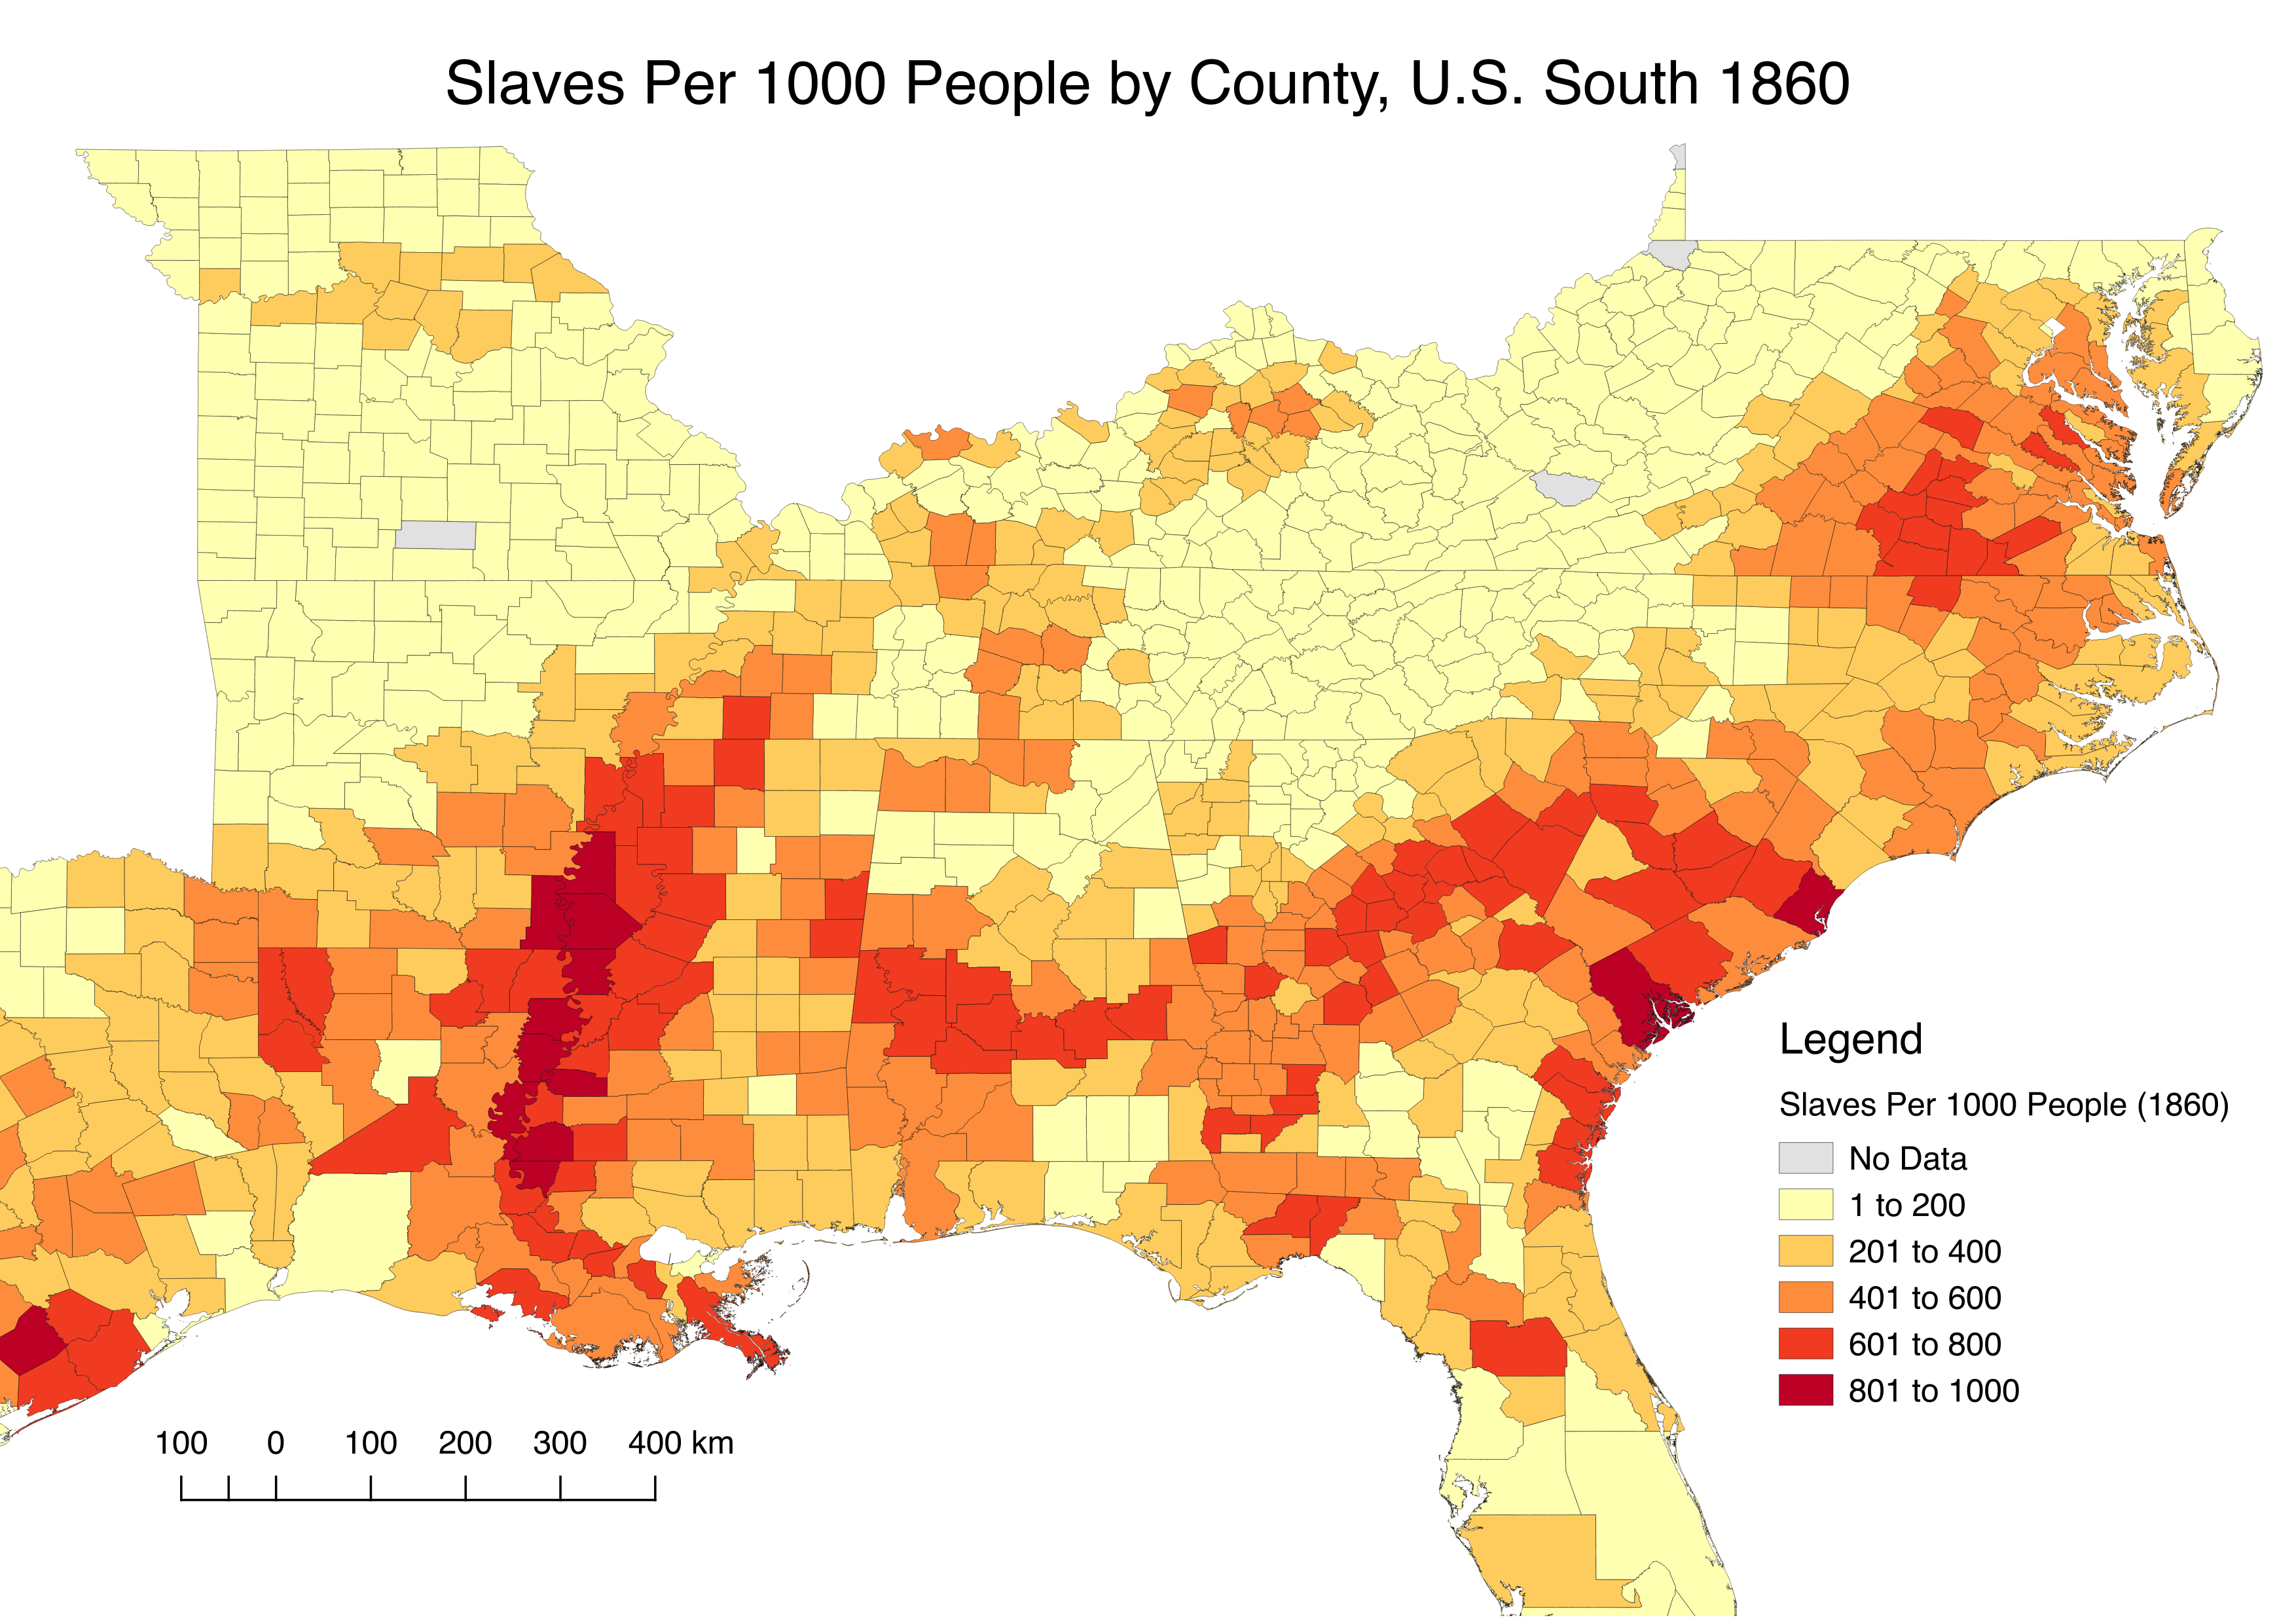 Slaves Per 1000 People by County, U.S. South 1860
Legend
Slaves Per 1000 People (1860)
No Data
1 to 200
201 to 400
401 to 600
601 to 800
801 to 1000
100 0 100 200 300 400 km